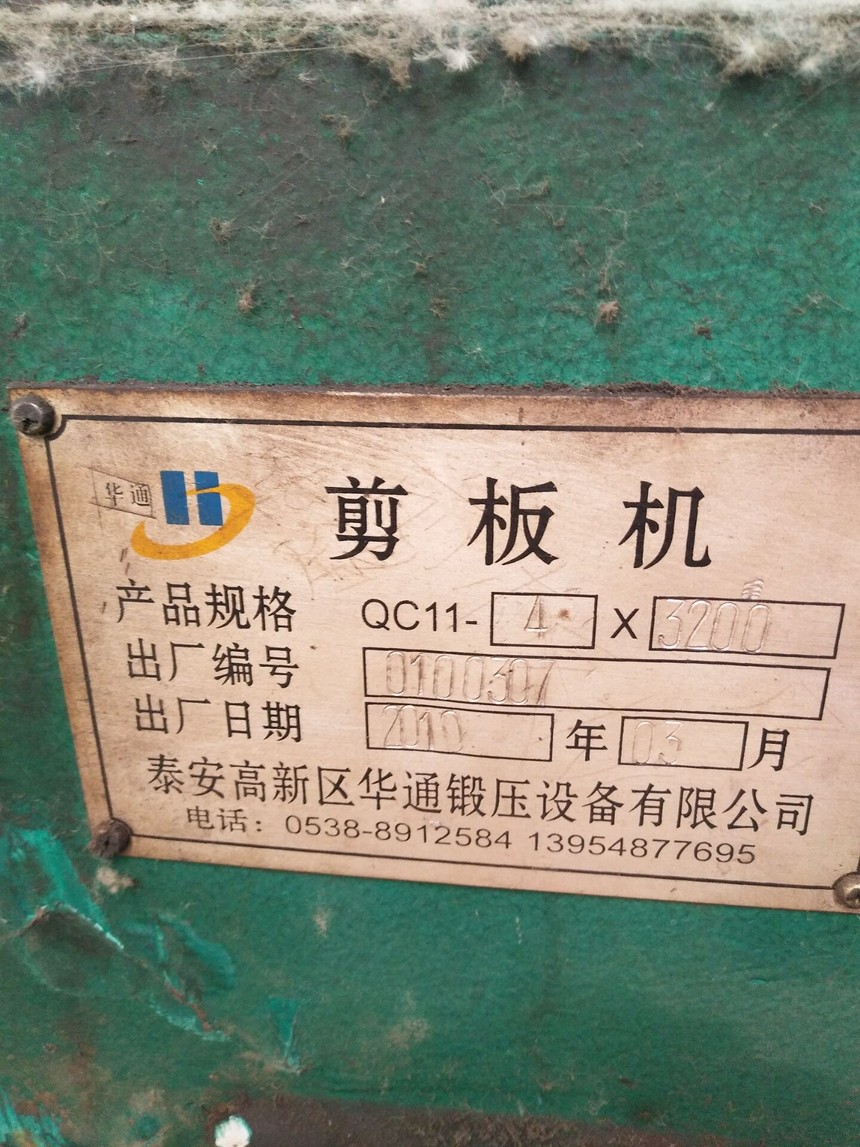 华通
剪板机
产品规格 QC11-4 X 3200
出厂编号 0100307
出厂日期 2010 年 03 月
泰安高新区华通锻压设备有限公司
电话：0538-8912584 13954877695